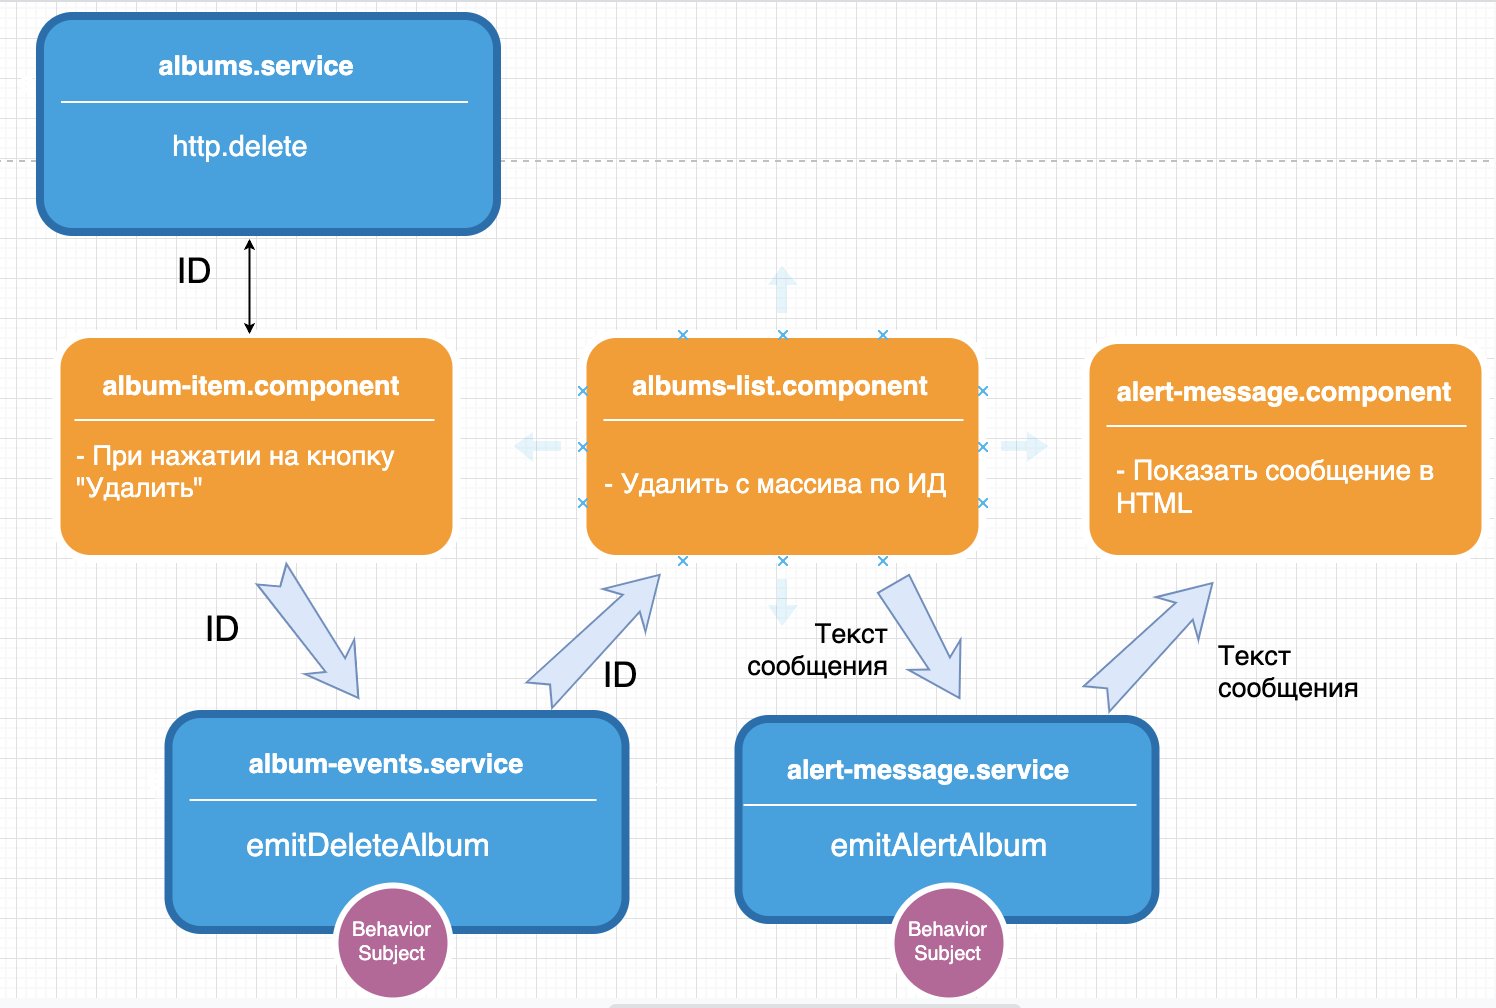 albums.service
http.delete
ID
album-item.component
- При нажатии на кнопку
"Удалить"
albums-list.component
- Удалить с массива по ИД
alert-message.component
- Показать сообщение в
HTML
ID
ID
Текст
сообщения
Текст
сообщения
album-events.service
emitDeleteAlbum
Behavior
Subject
alert-message.service
emitAlertAlbum
Behavior
Subject